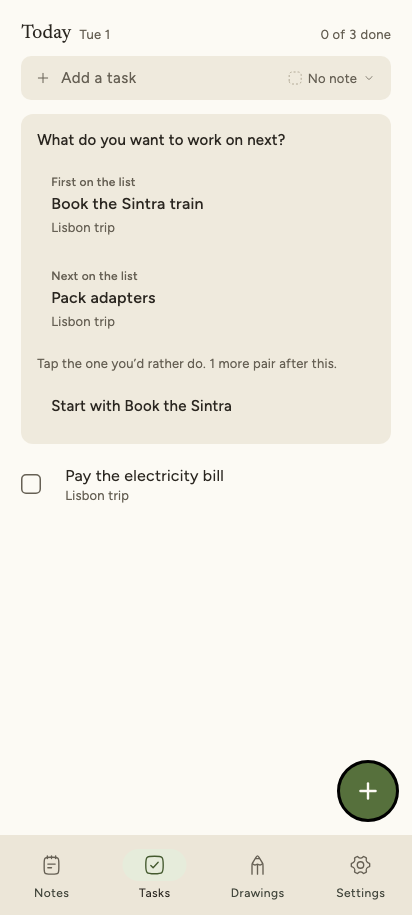 Today Tue 1 0 of 3 done
Add a task No note
What do you want to work on next?
First on the list
Book the Sintra train
Lisbon trip
Next on the list
Pack adapters
Lisbon trip
Tap the one you’d rather do. 1 more pair after this.
Start with Book the Sintra
Pay the electricity bill
Lisbon trip
Notes Tasks Drawings Settings